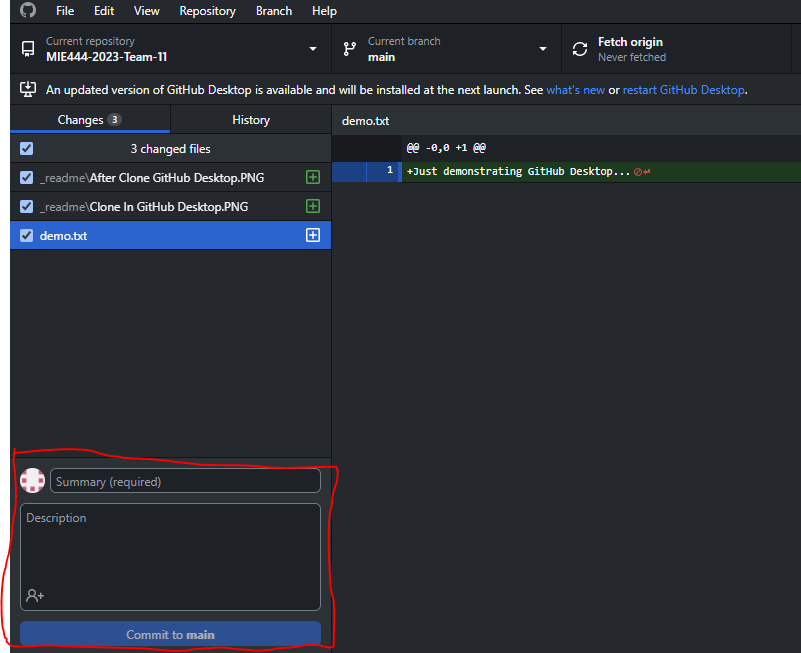 File Edit View Repository Branch Help
Current repository
MIE444-2023-Team-11
Current branch
main
Fetch origin
Never fetched
An updated version of GitHub Desktop is available and will be installed at the next launch. See what's new or restart GitHub Desktop.
Changes 3 History
demo.txt
3 changed files
_readme\After Clone GitHub Desktop.PNG
_readme\Clone In GitHub Desktop.PNG
demo.txt
@@ -0,0 +1 @@
1 +Just demonstrating GitHub Desktop...
Summary (required)
Description
Commit to main